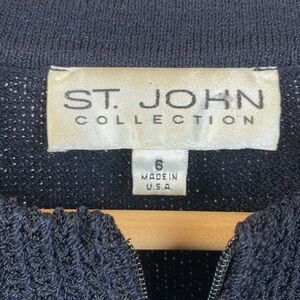 ST. JOHN
COLLECTION
6
MADE IN
U.S.A.